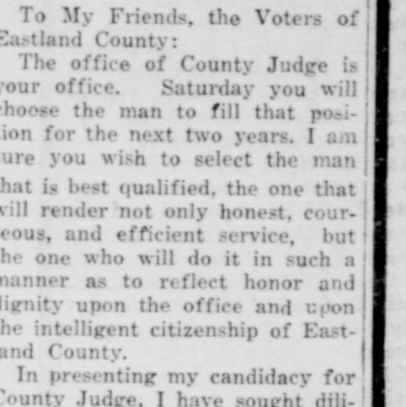 To My Friends, the Voters of
Eastland County:
The office of County Judge is
your office. Saturday you will
choose the man to fill that posi-
tion for the next two years. I am
sure you wish to select the man
that is best qualified, the one that
will render not only honest, cour-
teous, and efficient service, but
the one who will do it in such a
manner as to reflect honor and
dignity upon the office and upon
the intelligent citizenship of East-
land County.
In presenting my candidacy for
County Judge, I have sought dili-